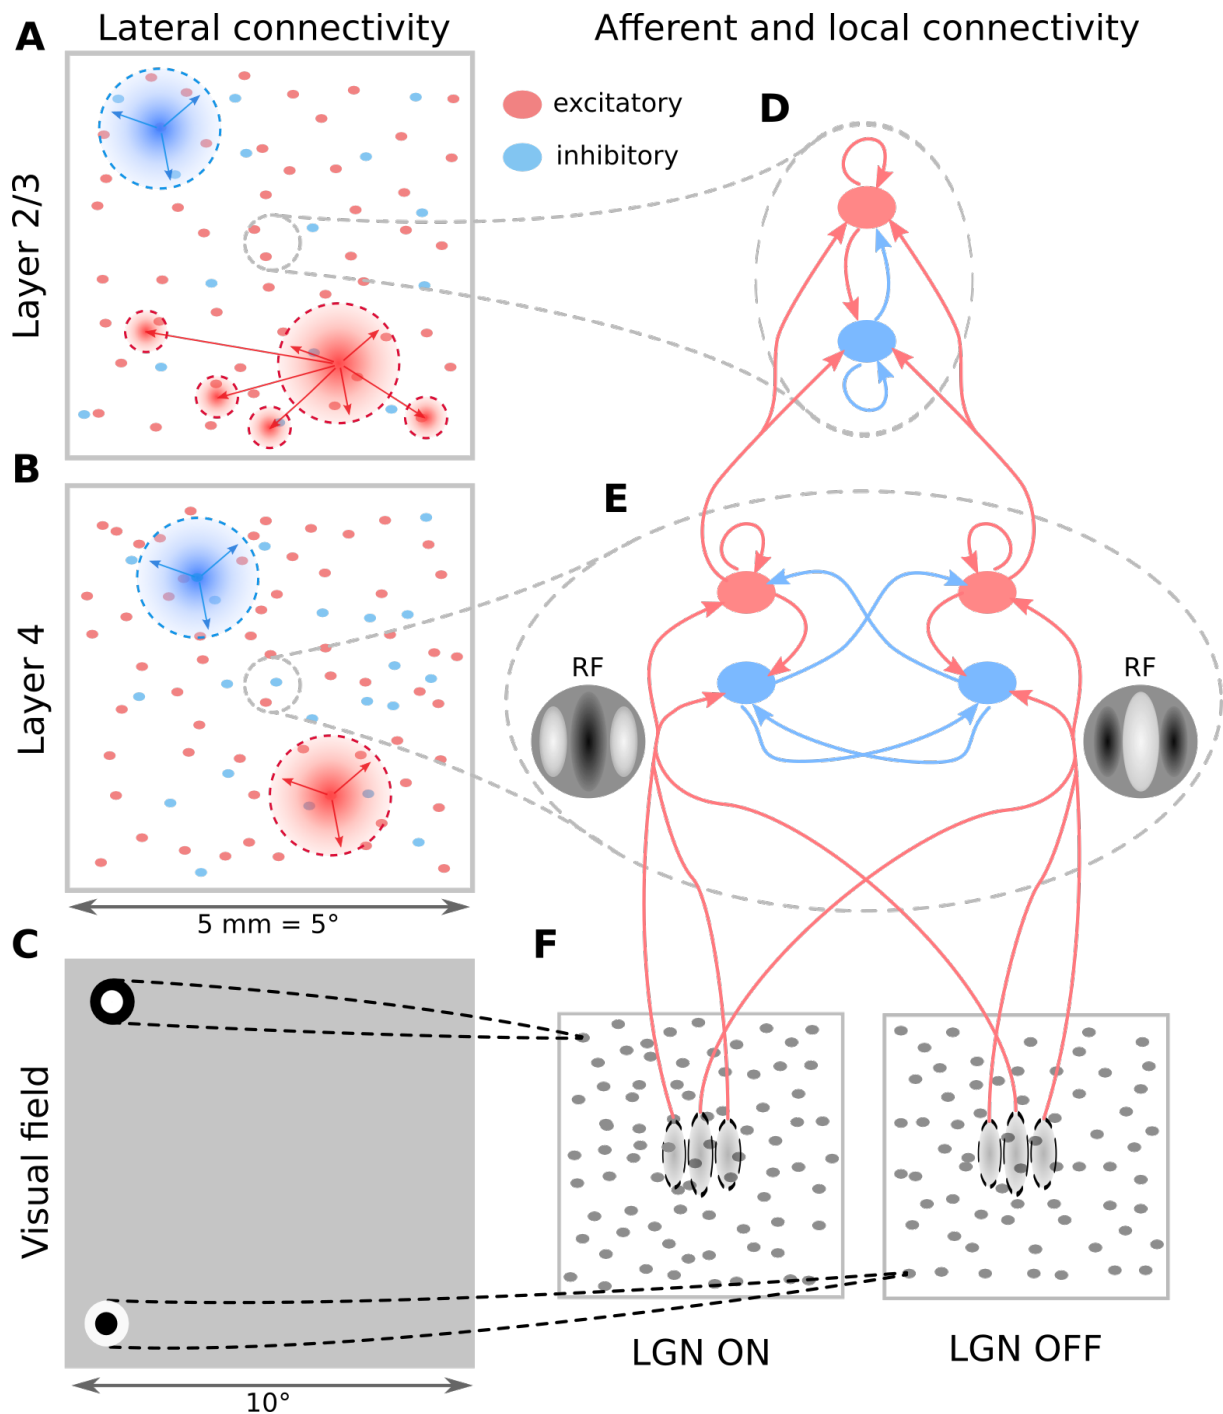 Lateral connectivity
Afferent and local connectivity
A
Layer 2/3
excitatory
inhibitory
D
B
Layer 4
5 mm = 5°
E
RF
RF
C
Visual field
10°
F
LGN ON
LGN OFF